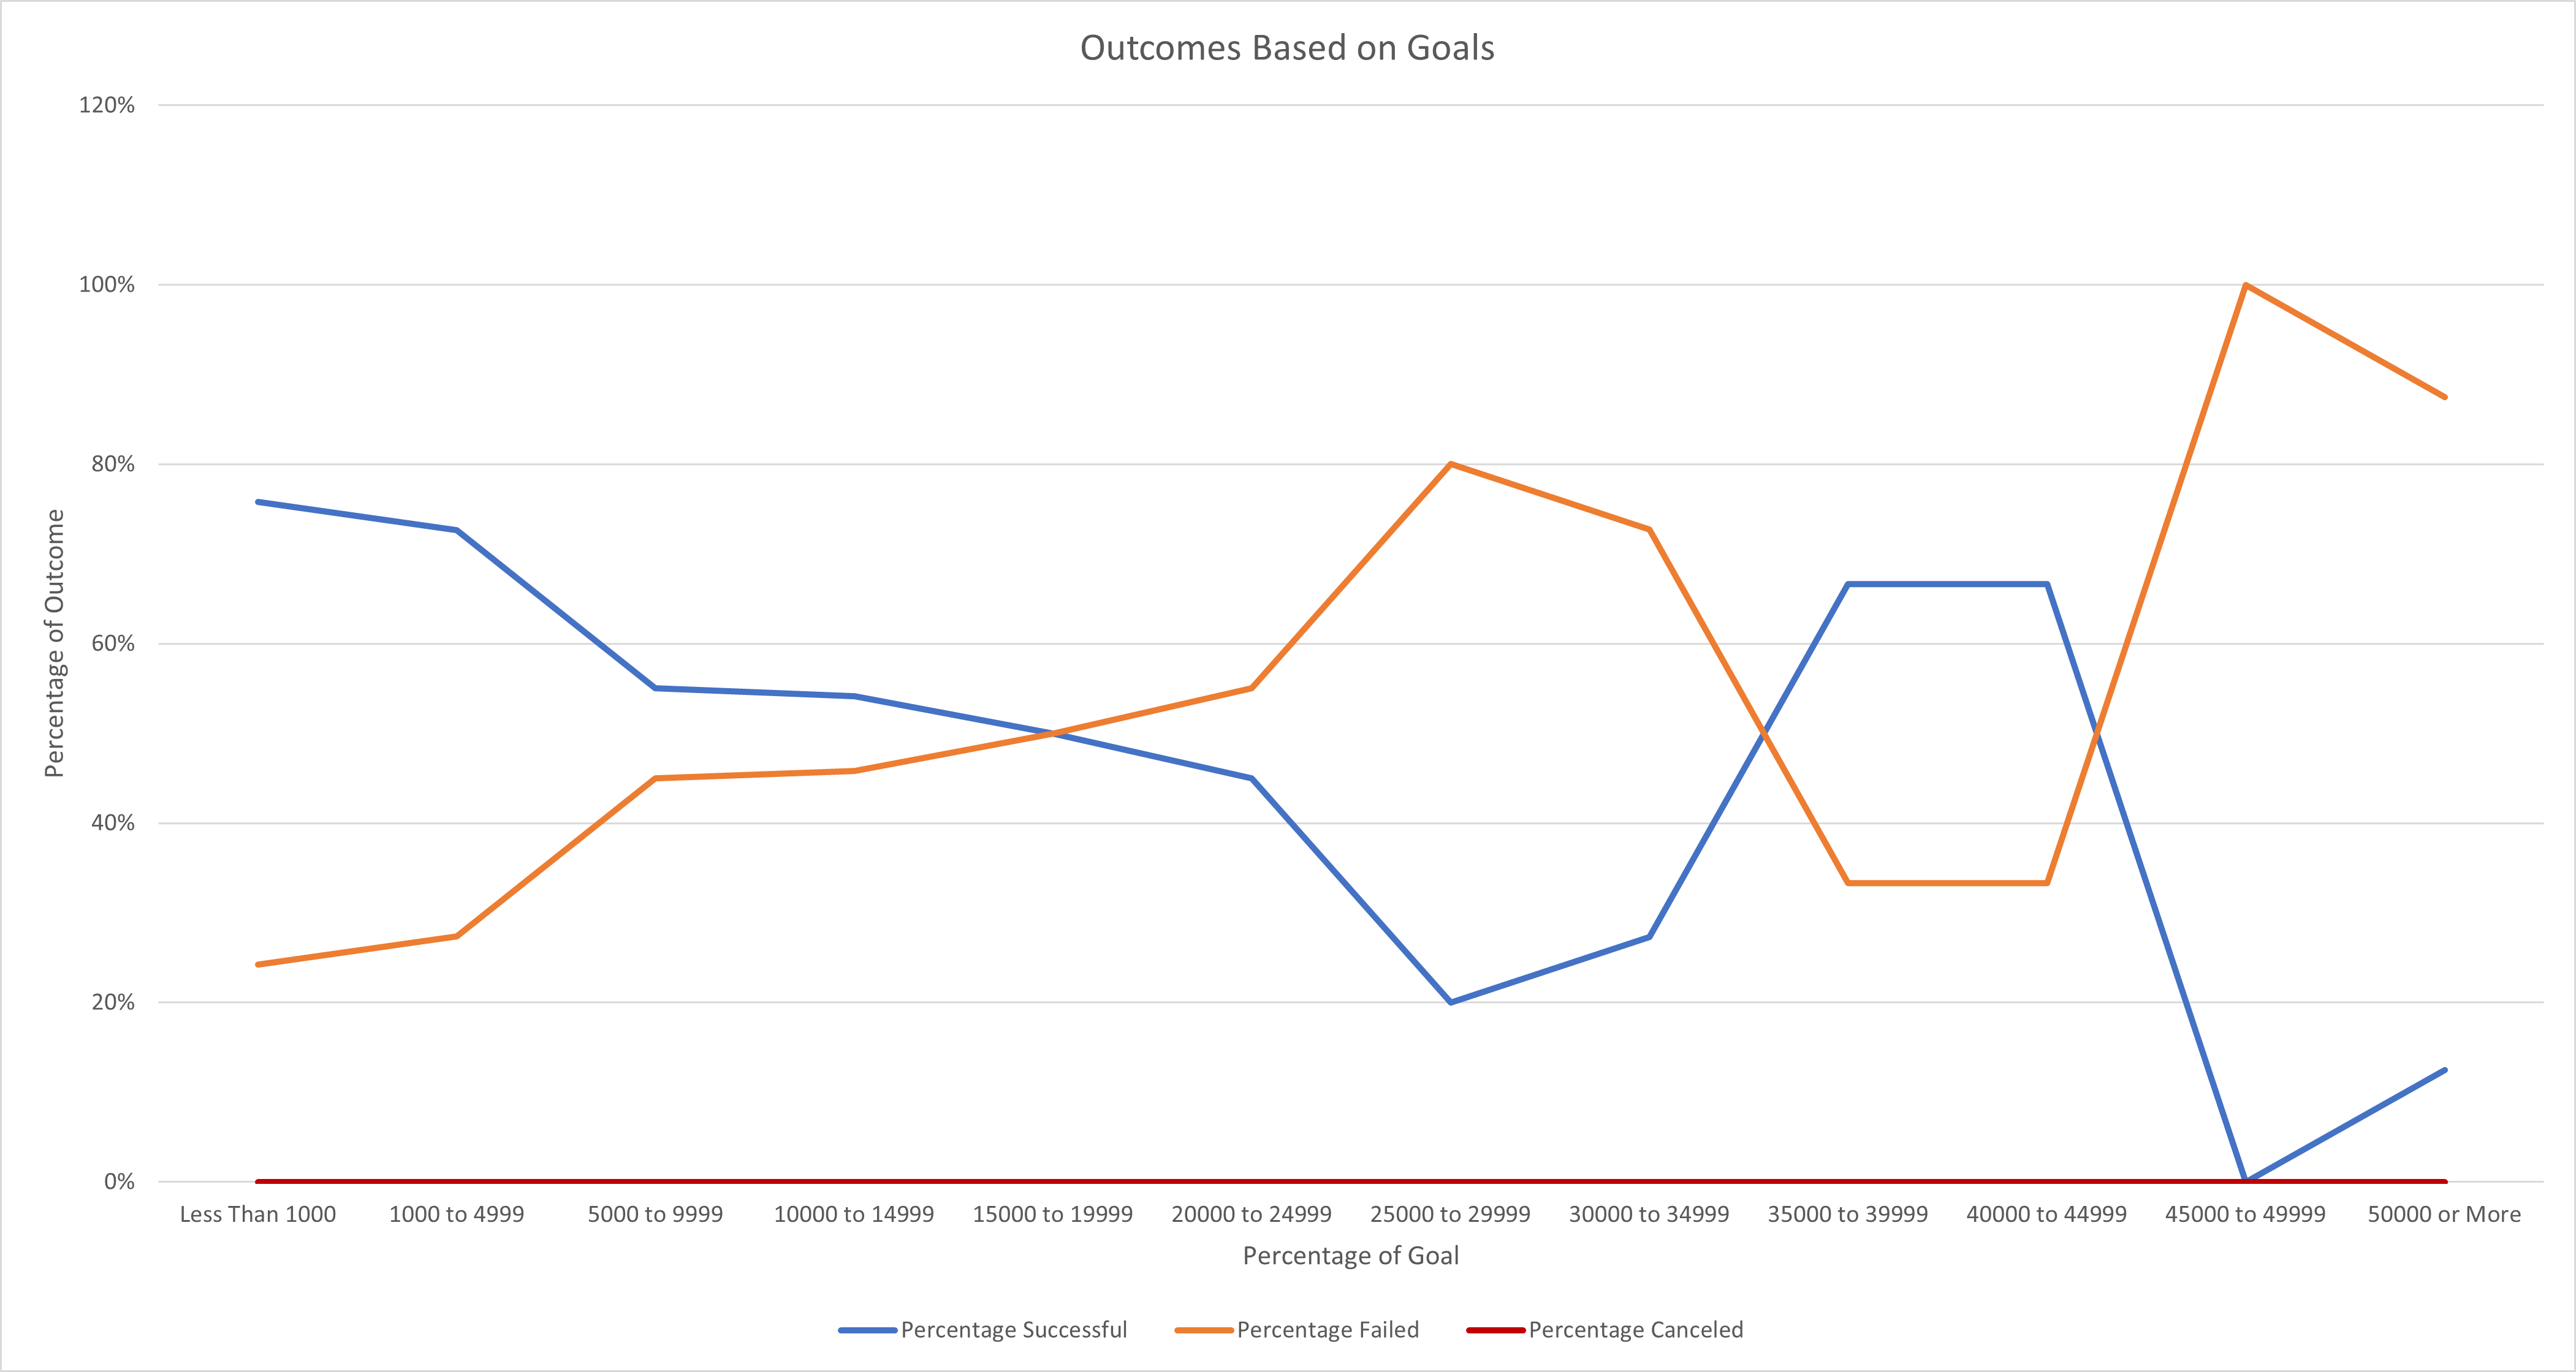 Outcomes Based on Goals
120%
100%
80%
60%
40%
20%
0%
Percentage of Outcome
Less Than 1000 1000 to 4999 5000 to 9999 10000 to 14999 15000 to 19999 20000 to 24999 25000 to 29999 30000 to 34999 35000 to 39999 40000 to 44999 45000 to 49999 50000 or More
Percentage of Goal
Percentage Successful Percentage Failed Percentage Canceled